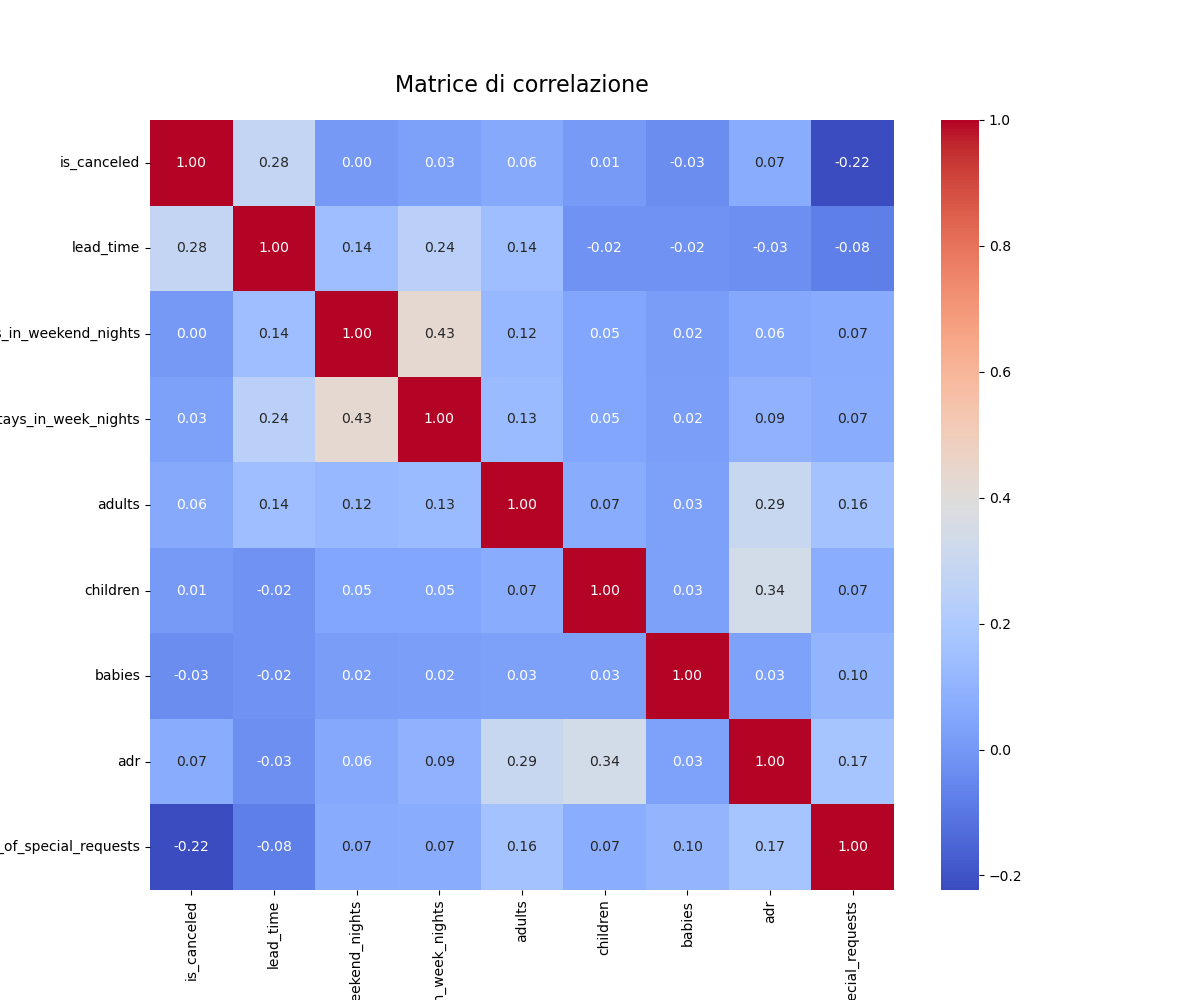 Matrice di correlazione
is_canceled 1.00 0.28 0.00 0.03 0.06 0.01 -0.03 0.07 -0.22
lead_time 0.28 1.00 0.14 0.24 0.14 -0.02 -0.02 -0.03 -0.08
s_in_weekend_nights 0.00 0.14 1.00 0.43 0.12 0.05 0.02 0.06 0.07
tays_in_week_nights 0.03 0.24 0.43 1.00 0.13 0.05 0.02 0.09 0.07
adults 0.06 0.14 0.12 0.13 1.00 0.07 0.03 0.29 0.16
children 0.01 -0.02 0.05 0.05 0.07 1.00 0.03 0.34 0.07
babies -0.03 -0.02 0.02 0.02 0.03 0.03 1.00 0.03 0.10
adr 0.07 -0.03 0.06 0.09 0.29 0.34 0.03 1.00 0.17
_of_special_requests -0.22 -0.08 0.07 0.07 0.16 0.07 0.10 0.17 1.00
is_canceled
lead_time
eekend_nights
n_week_nights
adults
children
babies
adr
ecial_requests
1.0
0.8
0.6
0.4
0.2
0.0
−0.2